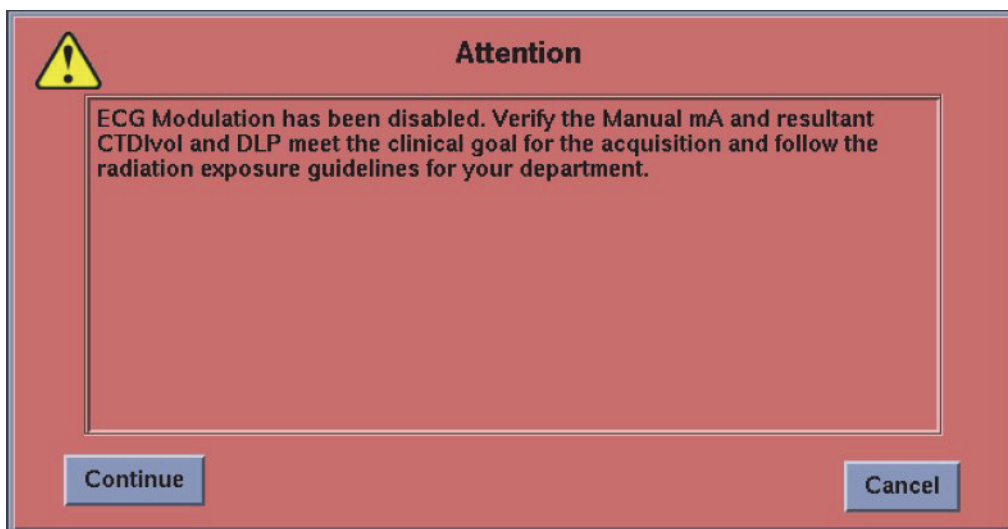 Attention
ECG Modulation has been disabled. Verify the Manual mA and resultant
CTDIvol and DLP meet the clinical goal for the acquisition and follow the
radiation exposure guidelines for your department.
Continue
Cancel